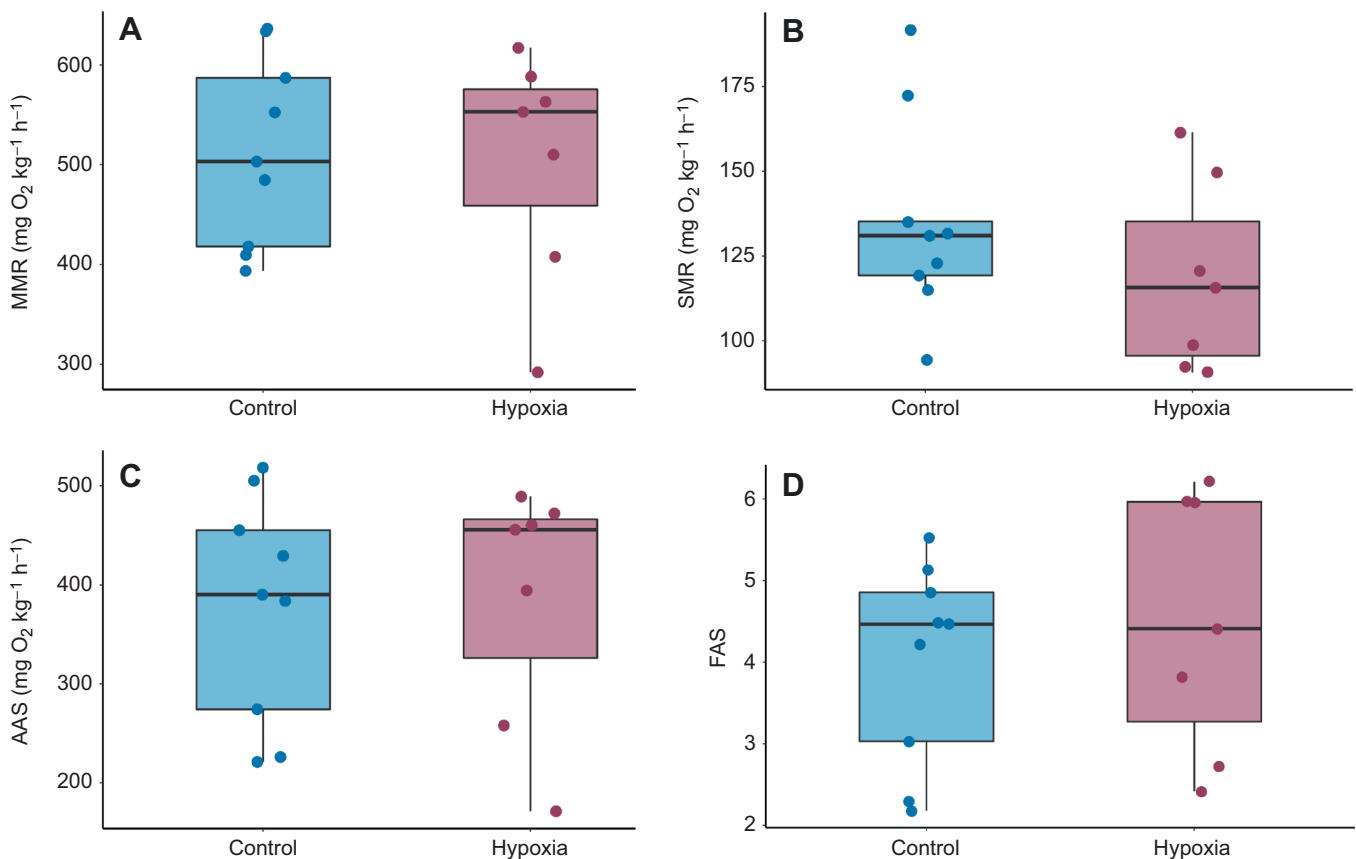 A
MMR (mg O₂ kg⁻¹ h⁻¹)
600
500
400
300
Control
Hypoxia
B
SMR (mg O₂ kg⁻¹ h⁻¹)
175
150
125
100
Control
Hypoxia
C
AAS (mg O₂ kg⁻¹ h⁻¹)
500
400
300
200
Control
Hypoxia
D
FAS
6
5
4
3
2
Control
Hypoxia